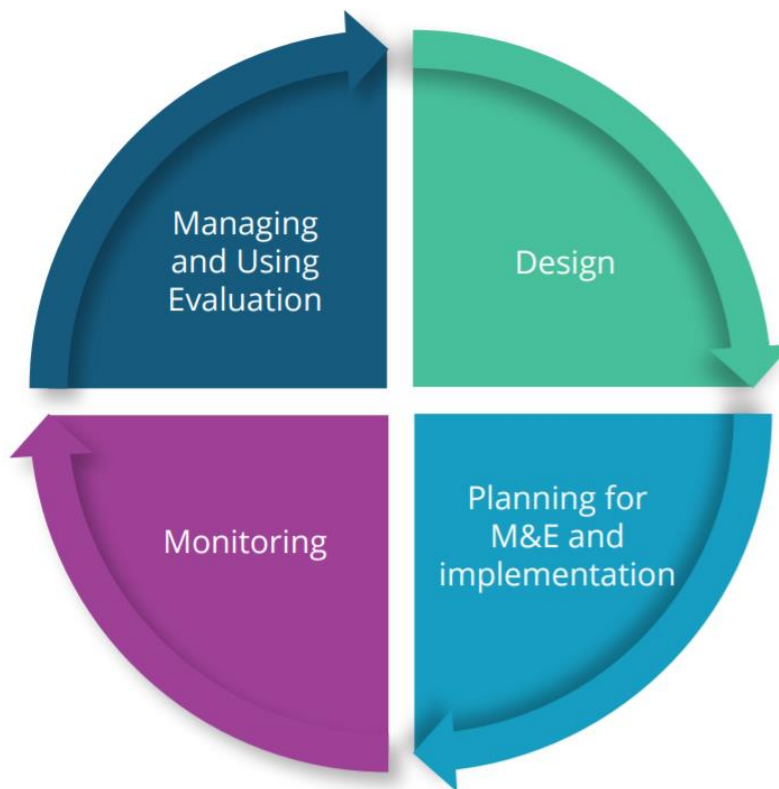 Managing
and Using
Evaluation
Design
Monitoring
Planning for
M&E and
implementation